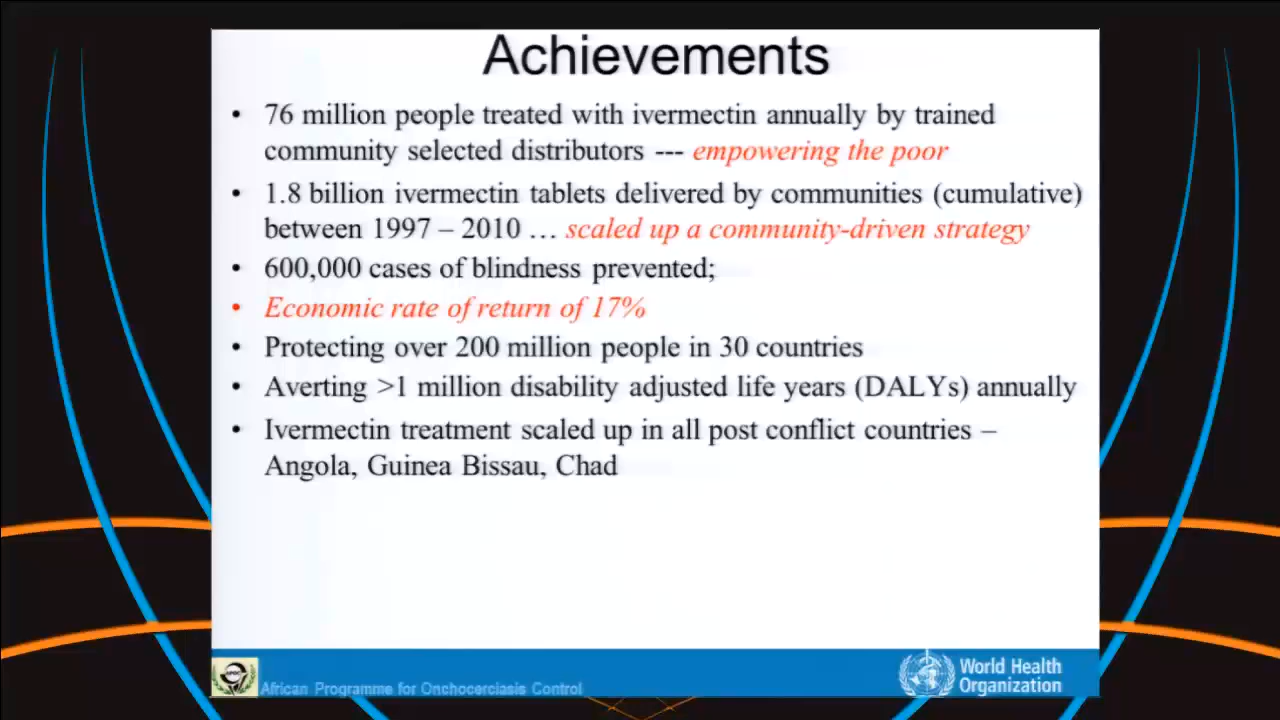 Achievements
• 76 million people treated with ivermectin annually by trained
community selected distributors --- empowering the poor
• 1.8 billion ivermectin tablets delivered by communities (cumulative)
between 1997 – 2010 … scaled up a community-driven strategy
• 600,000 cases of blindness prevented;
• Economic rate of return of 17%
• Protecting over 200 million people in 30 countries
• Averting >1 million disability adjusted life years (DALYs) annually
• Ivermectin treatment scaled up in all post conflict countries –
Angola, Guinea Bissau, Chad
African Programme for Onchocerciasis Control
World Health
Organization